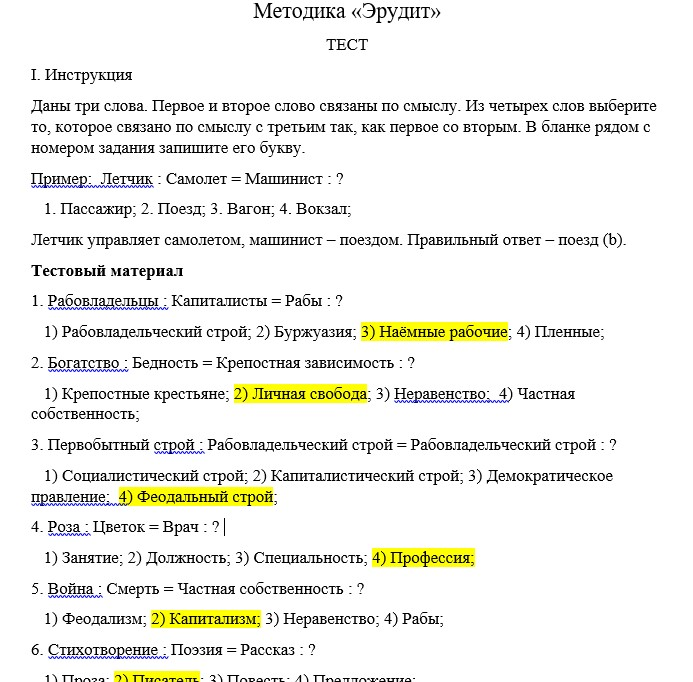 Методика «Эрудит»
ТЕСТ
I. Инструкция
Даны три слова. Первое и второе слово связаны по смыслу. Из четырех слов выберите
то, которое связано по смыслу с третьим так, как первое со вторым. В бланке рядом с
номером задания запишите его букву.
Пример:  Летчик : Самолет = Машинист : ?
1. Пассажир; 2. Поезд; 3. Вагон; 4. Вокзал;
Летчик управляет самолетом, машинист – поездом. Правильный ответ – поезд (b).
Тестовый материал
1. Рабовладельцы : Капиталисты = Рабы : ?
1) Рабовладельческий строй; 2) Буржуазия; 3) Наёмные рабочие; 4) Пленные;
2. Богатство : Бедность = Крепостная зависимость : ?
1) Крепостные крестьяне; 2) Личная свобода; 3) Неравенство;  4) Частная
собственность;
3. Первобытный строй : Рабовладельческий строй = Рабовладельческий строй : ?
1) Социалистический строй; 2) Капиталистический строй; 3) Демократическое
правление;  4) Феодальный строй;
4. Роза : Цветок = Врач : ?
1) Занятие; 2) Должность; 3) Специальность; 4) Профессия;
5. Война : Смерть = Частная собственность : ?
1) Феодализм; 2) Капитализм; 3) Неравенство; 4) Рабы;
6. Стихотворение : Поэзия = Рассказ : ?
1) Проза; 2) Писатель; 3) Повесть; 4) Предложение;